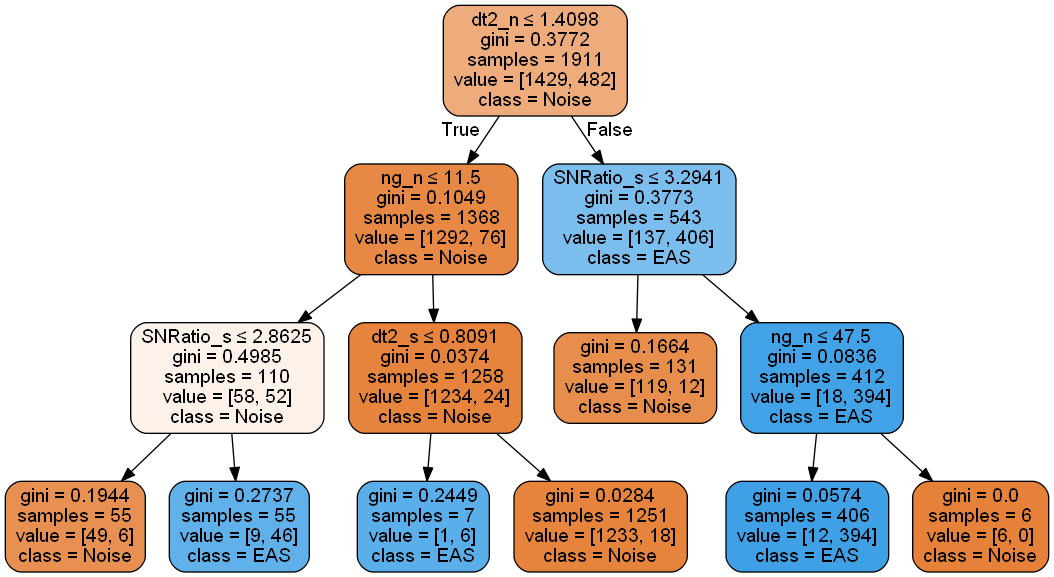 dt2_n ≤ 1.4098
gini = 0.3772
samples = 1911
value = [1429, 482]
class = Noise
True
False
ng_n ≤ 11.5
gini = 0.1049
samples = 1368
value = [1292, 76]
class = Noise
SNRatio_s ≤ 3.2941
gini = 0.3773
samples = 543
value = [137, 406]
class = EAS
SNRatio_s ≤ 2.8625
gini = 0.4985
samples = 110
value = [58, 52]
class = Noise
dt2_s ≤ 0.8091
gini = 0.0374
samples = 1258
value = [1234, 24]
class = Noise
gini = 0.1664
samples = 131
value = [119, 12]
class = Noise
ng_n ≤ 47.5
gini = 0.0836
samples = 412
value = [18, 394]
class = EAS
gini = 0.1944
samples = 55
value = [49, 6]
class = Noise
gini = 0.2737
samples = 55
value = [9, 46]
class = EAS
gini = 0.2449
samples = 7
value = [1, 6]
class = EAS
gini = 0.0284
samples = 1251
value = [1233, 18]
class = Noise
gini = 0.0574
samples = 406
value = [12, 394]
class = EAS
gini = 0.0
samples = 6
value = [6, 0]
class = Noise